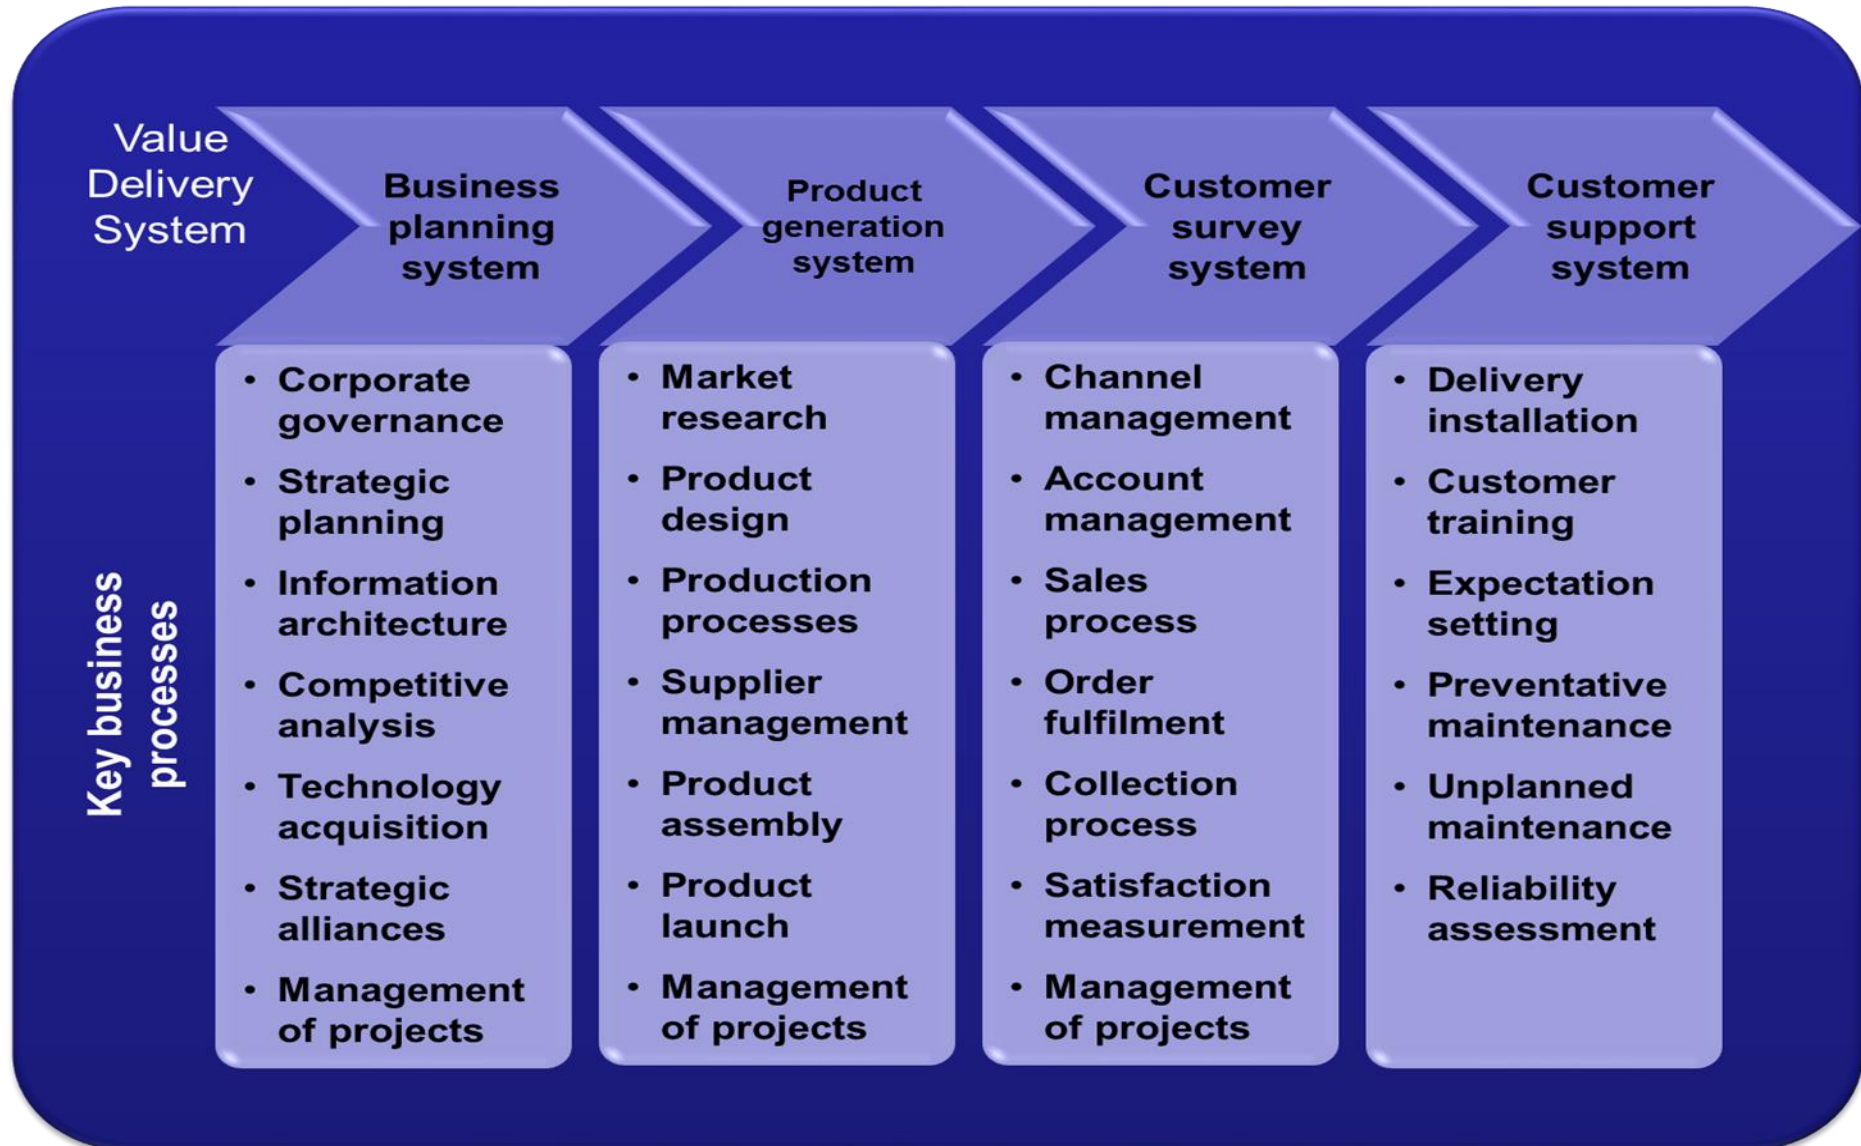 Value
Delivery
System
Business
planning
system
Product
generation
system
Customer
survey
system
Customer
support
system
Key business
processes
• Corporate
governance
• Strategic
planning
• Information
architecture
• Competitive
analysis
• Technology
acquisition
• Strategic
alliances
• Management
of projects
• Market
research
• Product
design
• Production
processes
• Supplier
management
• Product
assembly
• Product
launch
• Management
of projects
• Channel
management
• Account
management
• Sales
process
• Order
fulfilment
• Collection
process
• Satisfaction
measurement
• Management
of projects
• Delivery
installation
• Customer
training
• Expectation
setting
• Preventative
maintenance
• Unplanned
maintenance
• Reliability
assessment